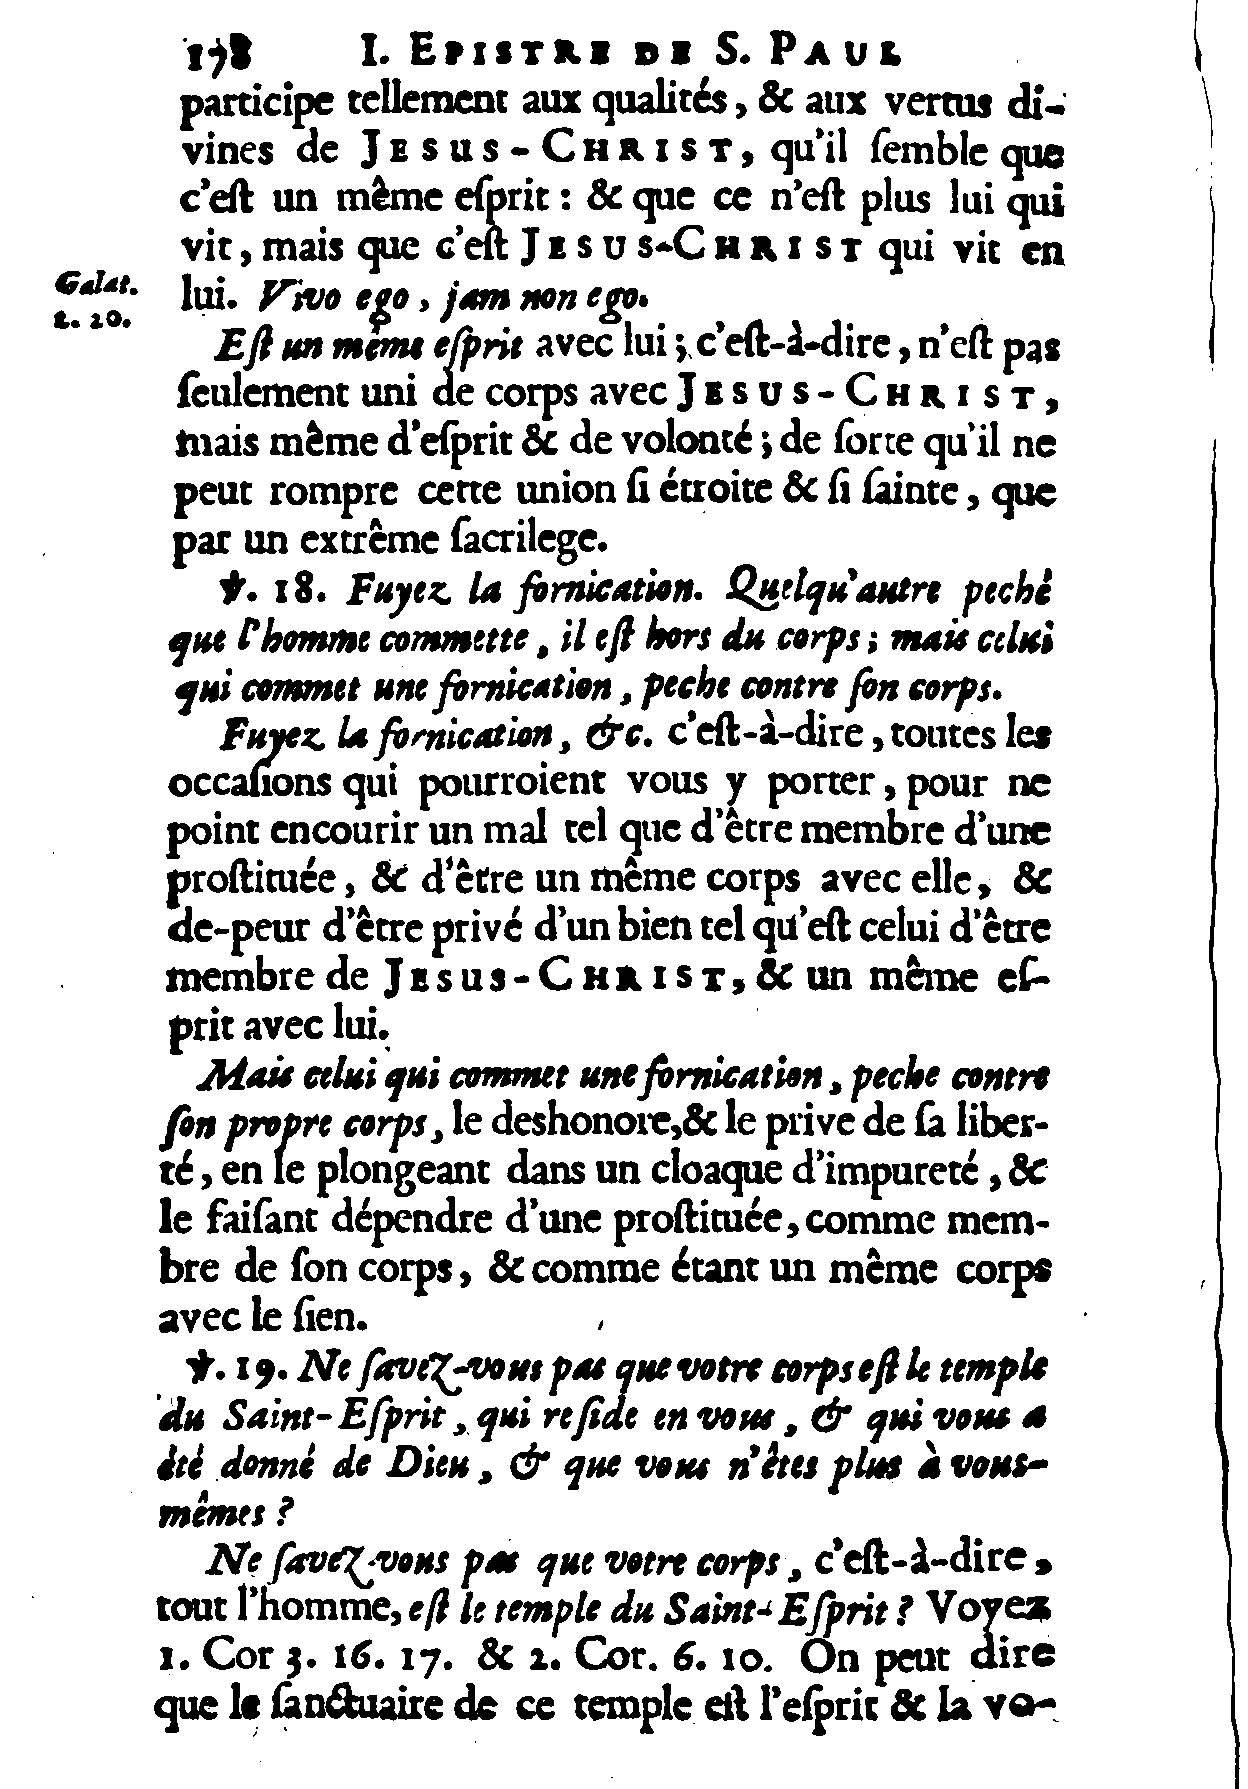 178 I. EPISTRE DE S. PAUL
participe tellement aux qualités, & aux vertus di-
vines de JESUS-CHRIST, qu'il ſemble que
c'eſt un même eſprit : & que ce n'eſt plus lui qui
vit, mais que c'eſt JESUS-CHRIST qui vit en
Galat.
2. 20.
lui. Vivo ego, jam non ego.
Eſt un même eſprit avec lui ; c'eſt-à-dire, n'eſt pas
ſeulement uni de corps avec JESUS-CHRIST,
mais même d'eſprit & de volonté ; de ſorte qu'il ne
peut rompre cette union ſi étroite & ſi ſainte, que
par un extrême ſacrilege.
℣. 18. Fuyez la fornication. Quelqu'autre peché
que l'homme commette, il eſt hors du corps ; mais celui
qui commet une fornication, peche contre ſon corps.
Fuyez la fornication, &c. c'eſt-à-dire, toutes les
occaſions qui pourroient vous y porter, pour ne
point encourir un mal tel que d'être membre d'une
proſtituée, & d'être un même corps avec elle, &
de-peur d'être privé d'un bien tel qu'eſt celui d'être
membre de JESUS-CHRIST, & un même eſ-
prit avec lui.
Mais celui qui commet une fornication, peche contre
ſon propre corps, le deshonore, & le prive de ſa liber-
té, en le plongeant dans un cloaque d'impureté, &
le faiſant dépendre d'une proſtituée, comme mem-
bre de ſon corps, & comme étant un même corps
avec le ſien.
℣. 19. Ne ſavez-vous pas que votre corps eſt le temple
du Saint-Eſprit, qui reſide en vous, & qui vous a
été donné de Dieu, & que vous n'êtes plus à vous-
mêmes ?
Ne ſavez-vous pas que votre corps, c'eſt-à-dire,
tout l'homme, eſt le temple du Saint-Eſprit ? Voyez
1. Cor 3. 16. 17. & 2. Cor. 6. 10. On peut dire
que le ſanctuaire de ce temple eſt l'eſprit & la vo-